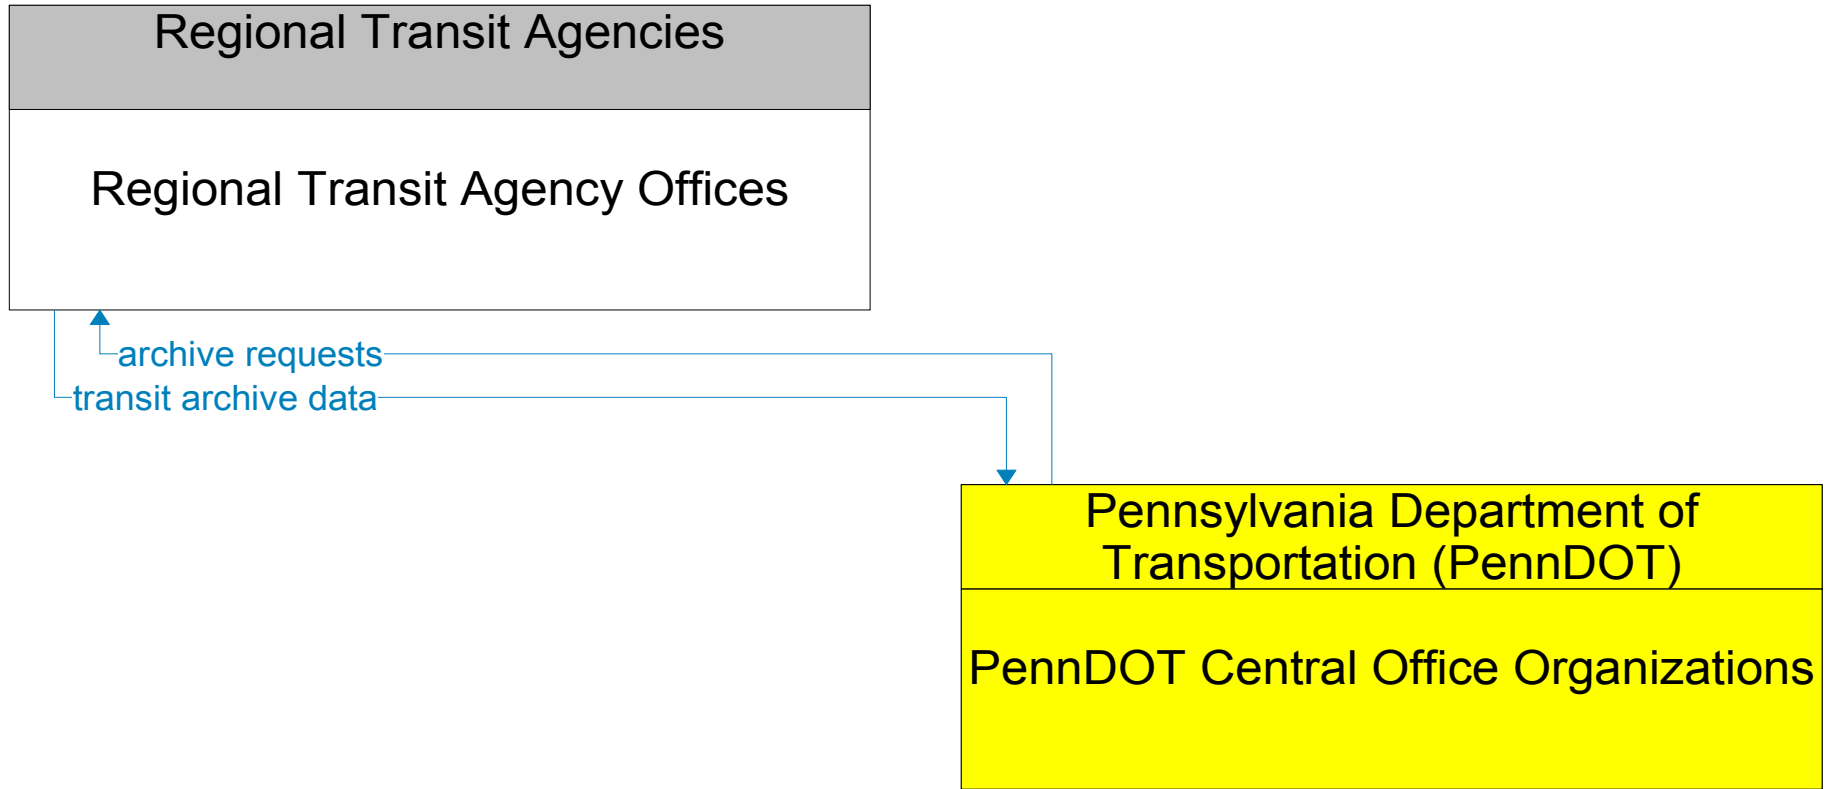 Regional Transit Agencies
Regional Transit Agency Offices
archive requests
transit archive data
Pennsylvania Department of
Transportation (PennDOT)
PennDOT Central Office Organizations